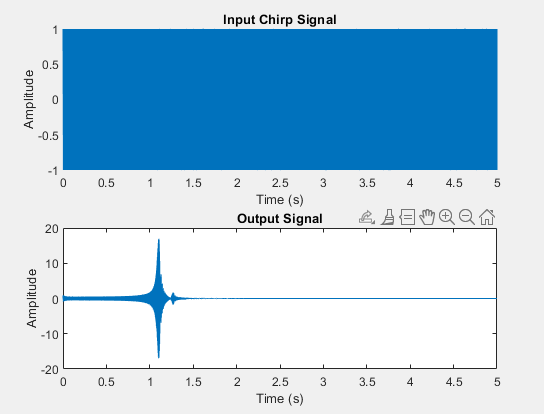 Input Chirp Signal
1
0.5
0
-0.5
-1
Amplitude
0 0.5 1 1.5 2 2.5 3 3.5 4 4.5 5
Time (s)
Output Signal
20
10
0
-10
-20
Amplitude
0 0.5 1 1.5 2 2.5 3 3.5 4 4.5 5
Time (s)